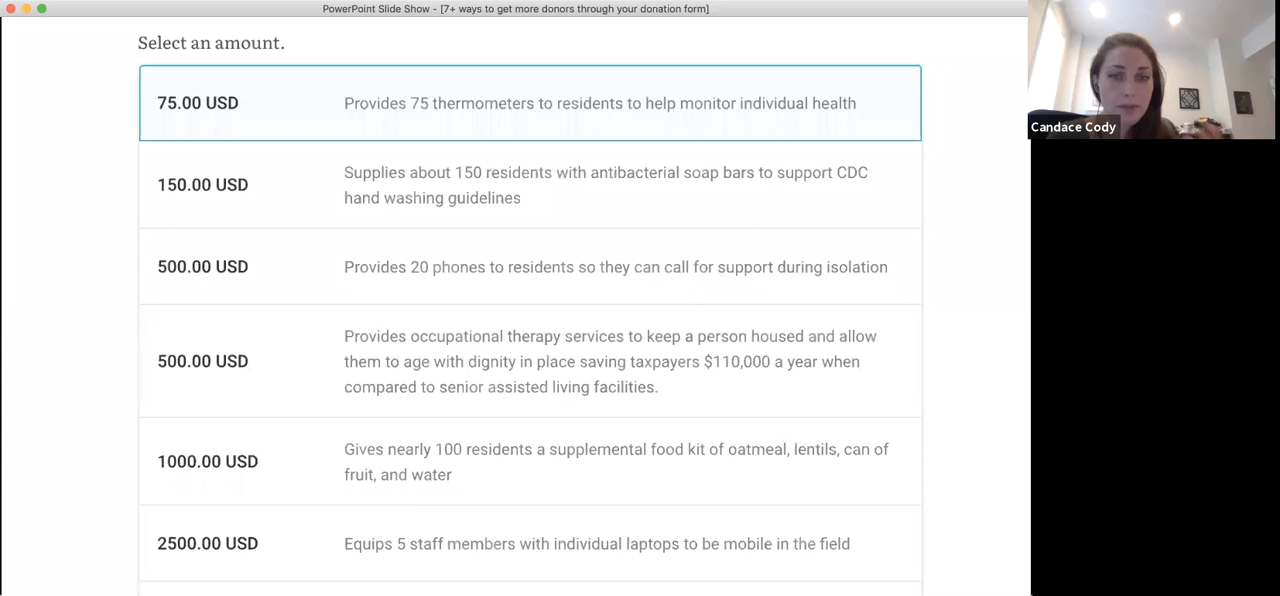 PowerPoint Slide Show - [7+ ways to get more donors through your donation form]
Select an amount.
75.00 USD
Provides 75 thermometers to residents to help monitor individual health
150.00 USD
Supplies about 150 residents with antibacterial soap bars to support CDC
hand washing guidelines
500.00 USD
Provides 20 phones to residents so they can call for support during isolation
500.00 USD
Provides occupational therapy services to keep a person housed and allow
them to age with dignity in place saving taxpayers $110,000 a year when
compared to senior assisted living facilities.
1000.00 USD
Gives nearly 100 residents a supplemental food kit of oatmeal, lentils, can of
fruit, and water
2500.00 USD
Equips 5 staff members with individual laptops to be mobile in the field
Candace Cody